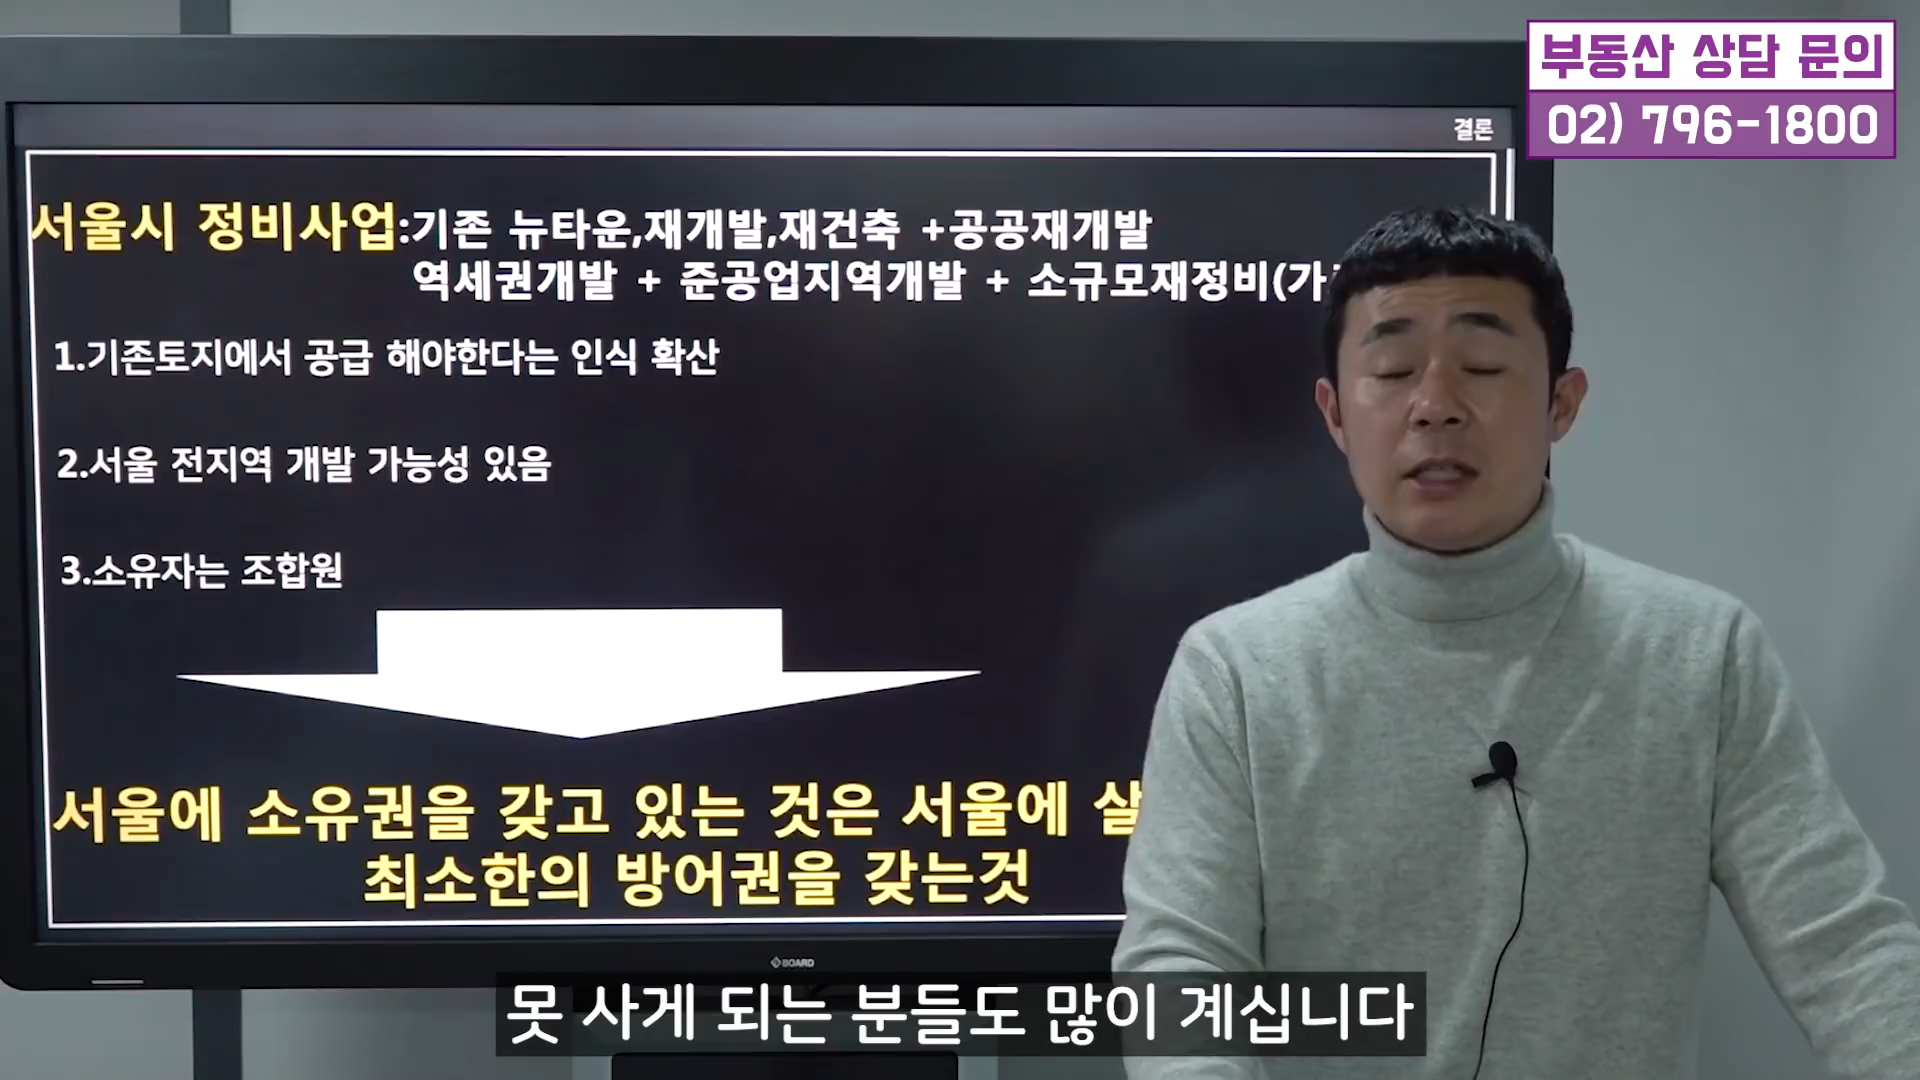 부동산 상담 문의
02) 796-1800
결론
서울시 정비사업:기존 뉴타운,재개발,재건축 +공공재개발
역세권개발 + 준공업지역개발 + 소규모재정비(가
1.기존토지에서 공급 해야한다는 인식 확산
2.서울 전지역 개발 가능성 있음
3.소유자는 조합원
서울에 소유권을 갖고 있는 것은 서울에 살
최소한의 방어권을 갖는것
BOARD
못 사게 되는 분들도 많이 계십니다